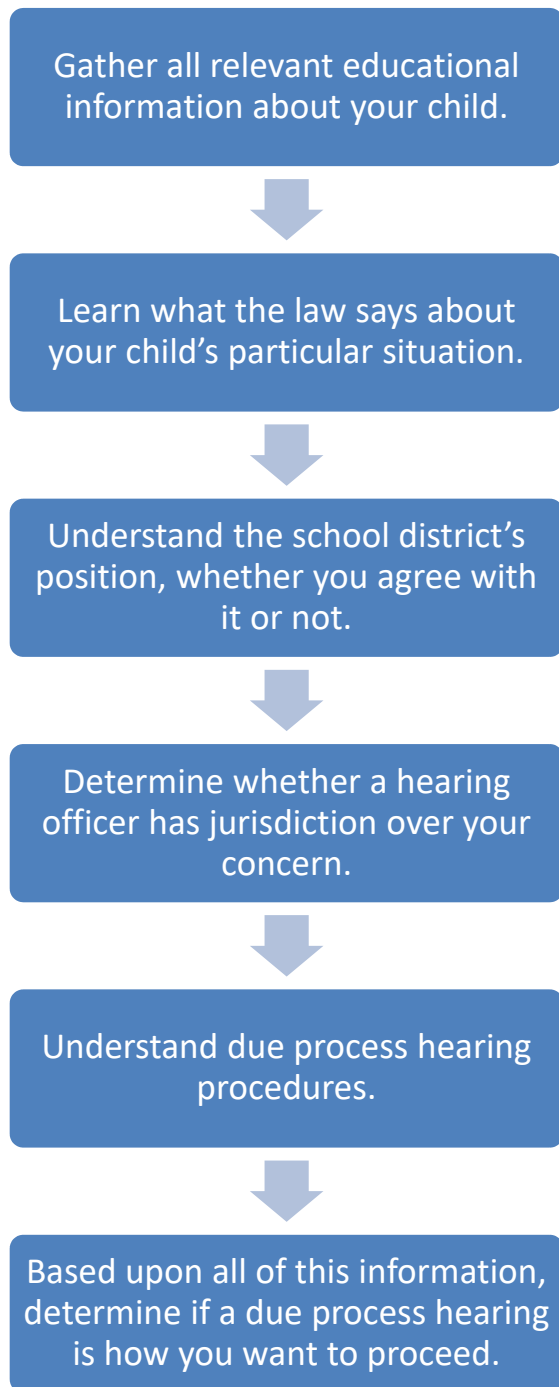 Gather all relevant educational
information about your child.
Learn what the law says about
your child’s particular situation.
Understand the school district’s
position, whether you agree with
it or not.
Determine whether a hearing
officer has jurisdiction over your
concern.
Understand due process hearing
procedures.
Based upon all of this information,
determine if a due process hearing
is how you want to proceed.